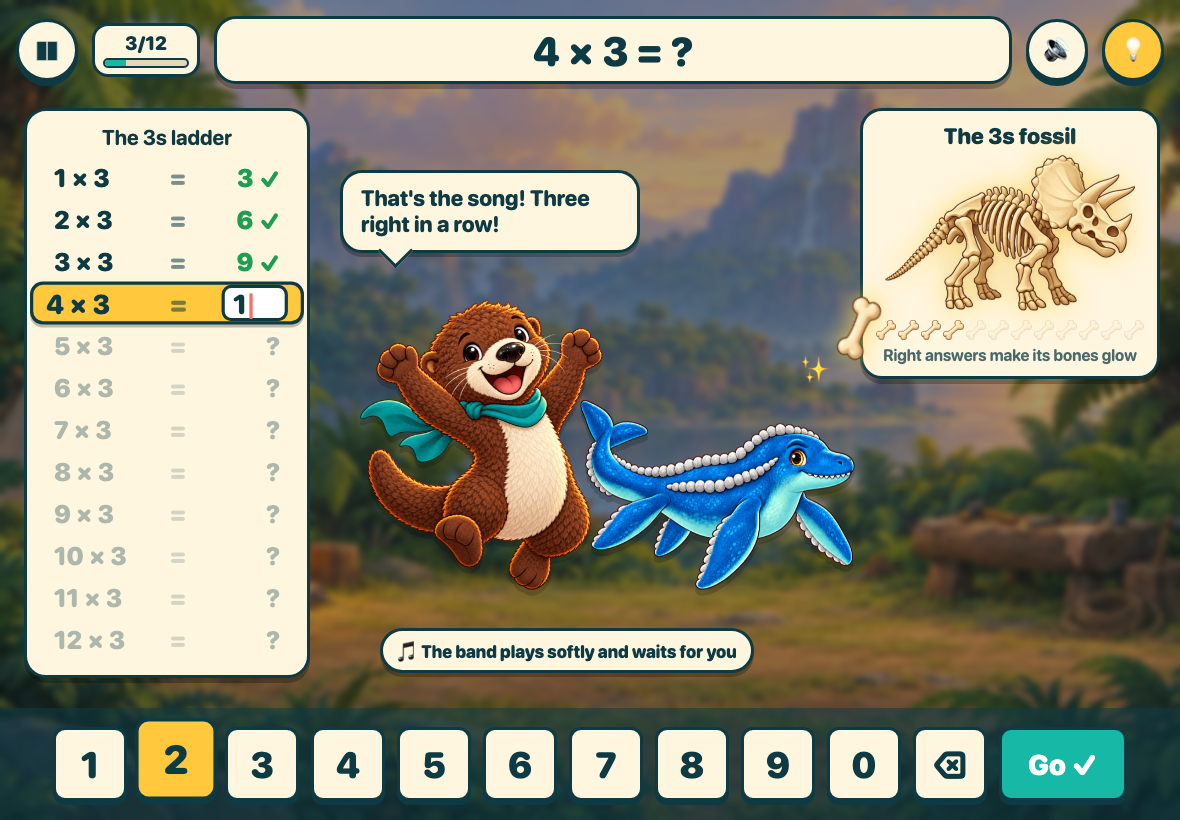 3/12
4 × 3 = ?
The 3s ladder
1 × 3 = 3 ✓
2 × 3 = 6 ✓
3 × 3 = 9 ✓
4 × 3 = 1
5 × 3 = ?
6 × 3 = ?
7 × 3 = ?
8 × 3 = ?
9 × 3 = ?
10 × 3 = ?
11 × 3 = ?
12 × 3 = ?
That's the song! Three
right in a row!
The 3s fossil
Right answers make its bones glow
🎵 The band plays softly and waits for you
1 2 3 4 5 6 7 8 9 0 Go ✓